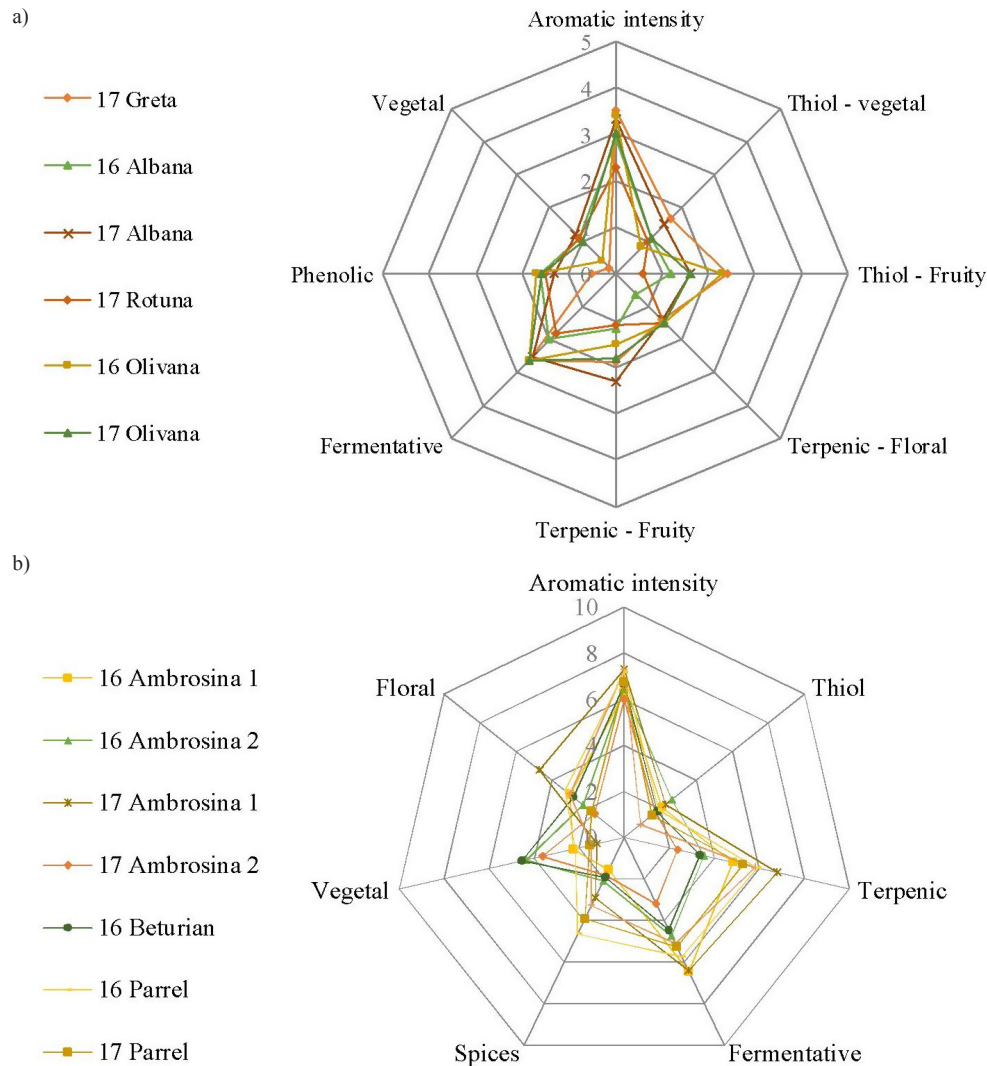 a)
Aromatic intensity
5
4
3
2
1
0
Thiol - vegetal
Thiol - Fruity
Terpenic - Floral
Terpenic - Fruity
Fermentative
Phenolic
Vegetal
17 Greta
16 Albana
17 Albana
17 Rotuna
16 Olivana
17 Olivana
b)
Aromatic intensity
10
8
6
4
2
0
Thiol
Terpenic
Fermentative
Spices
Vegetal
Floral
16 Ambrosina 1
16 Ambrosina 2
17 Ambrosina 1
17 Ambrosina 2
16 Beturian
16 Parrel
17 Parrel